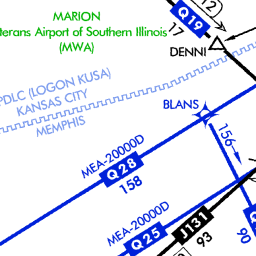 MARION
terans Airport of Southern Illinois
(MWA)
Q19
12
17
DENNI
PDLC (LOGON KUSA)
KANSAS CITY
MEMPHIS
BLANS
156
MEA-20000D
Q28
158
MEA-20000D
Q25
J131
93
90